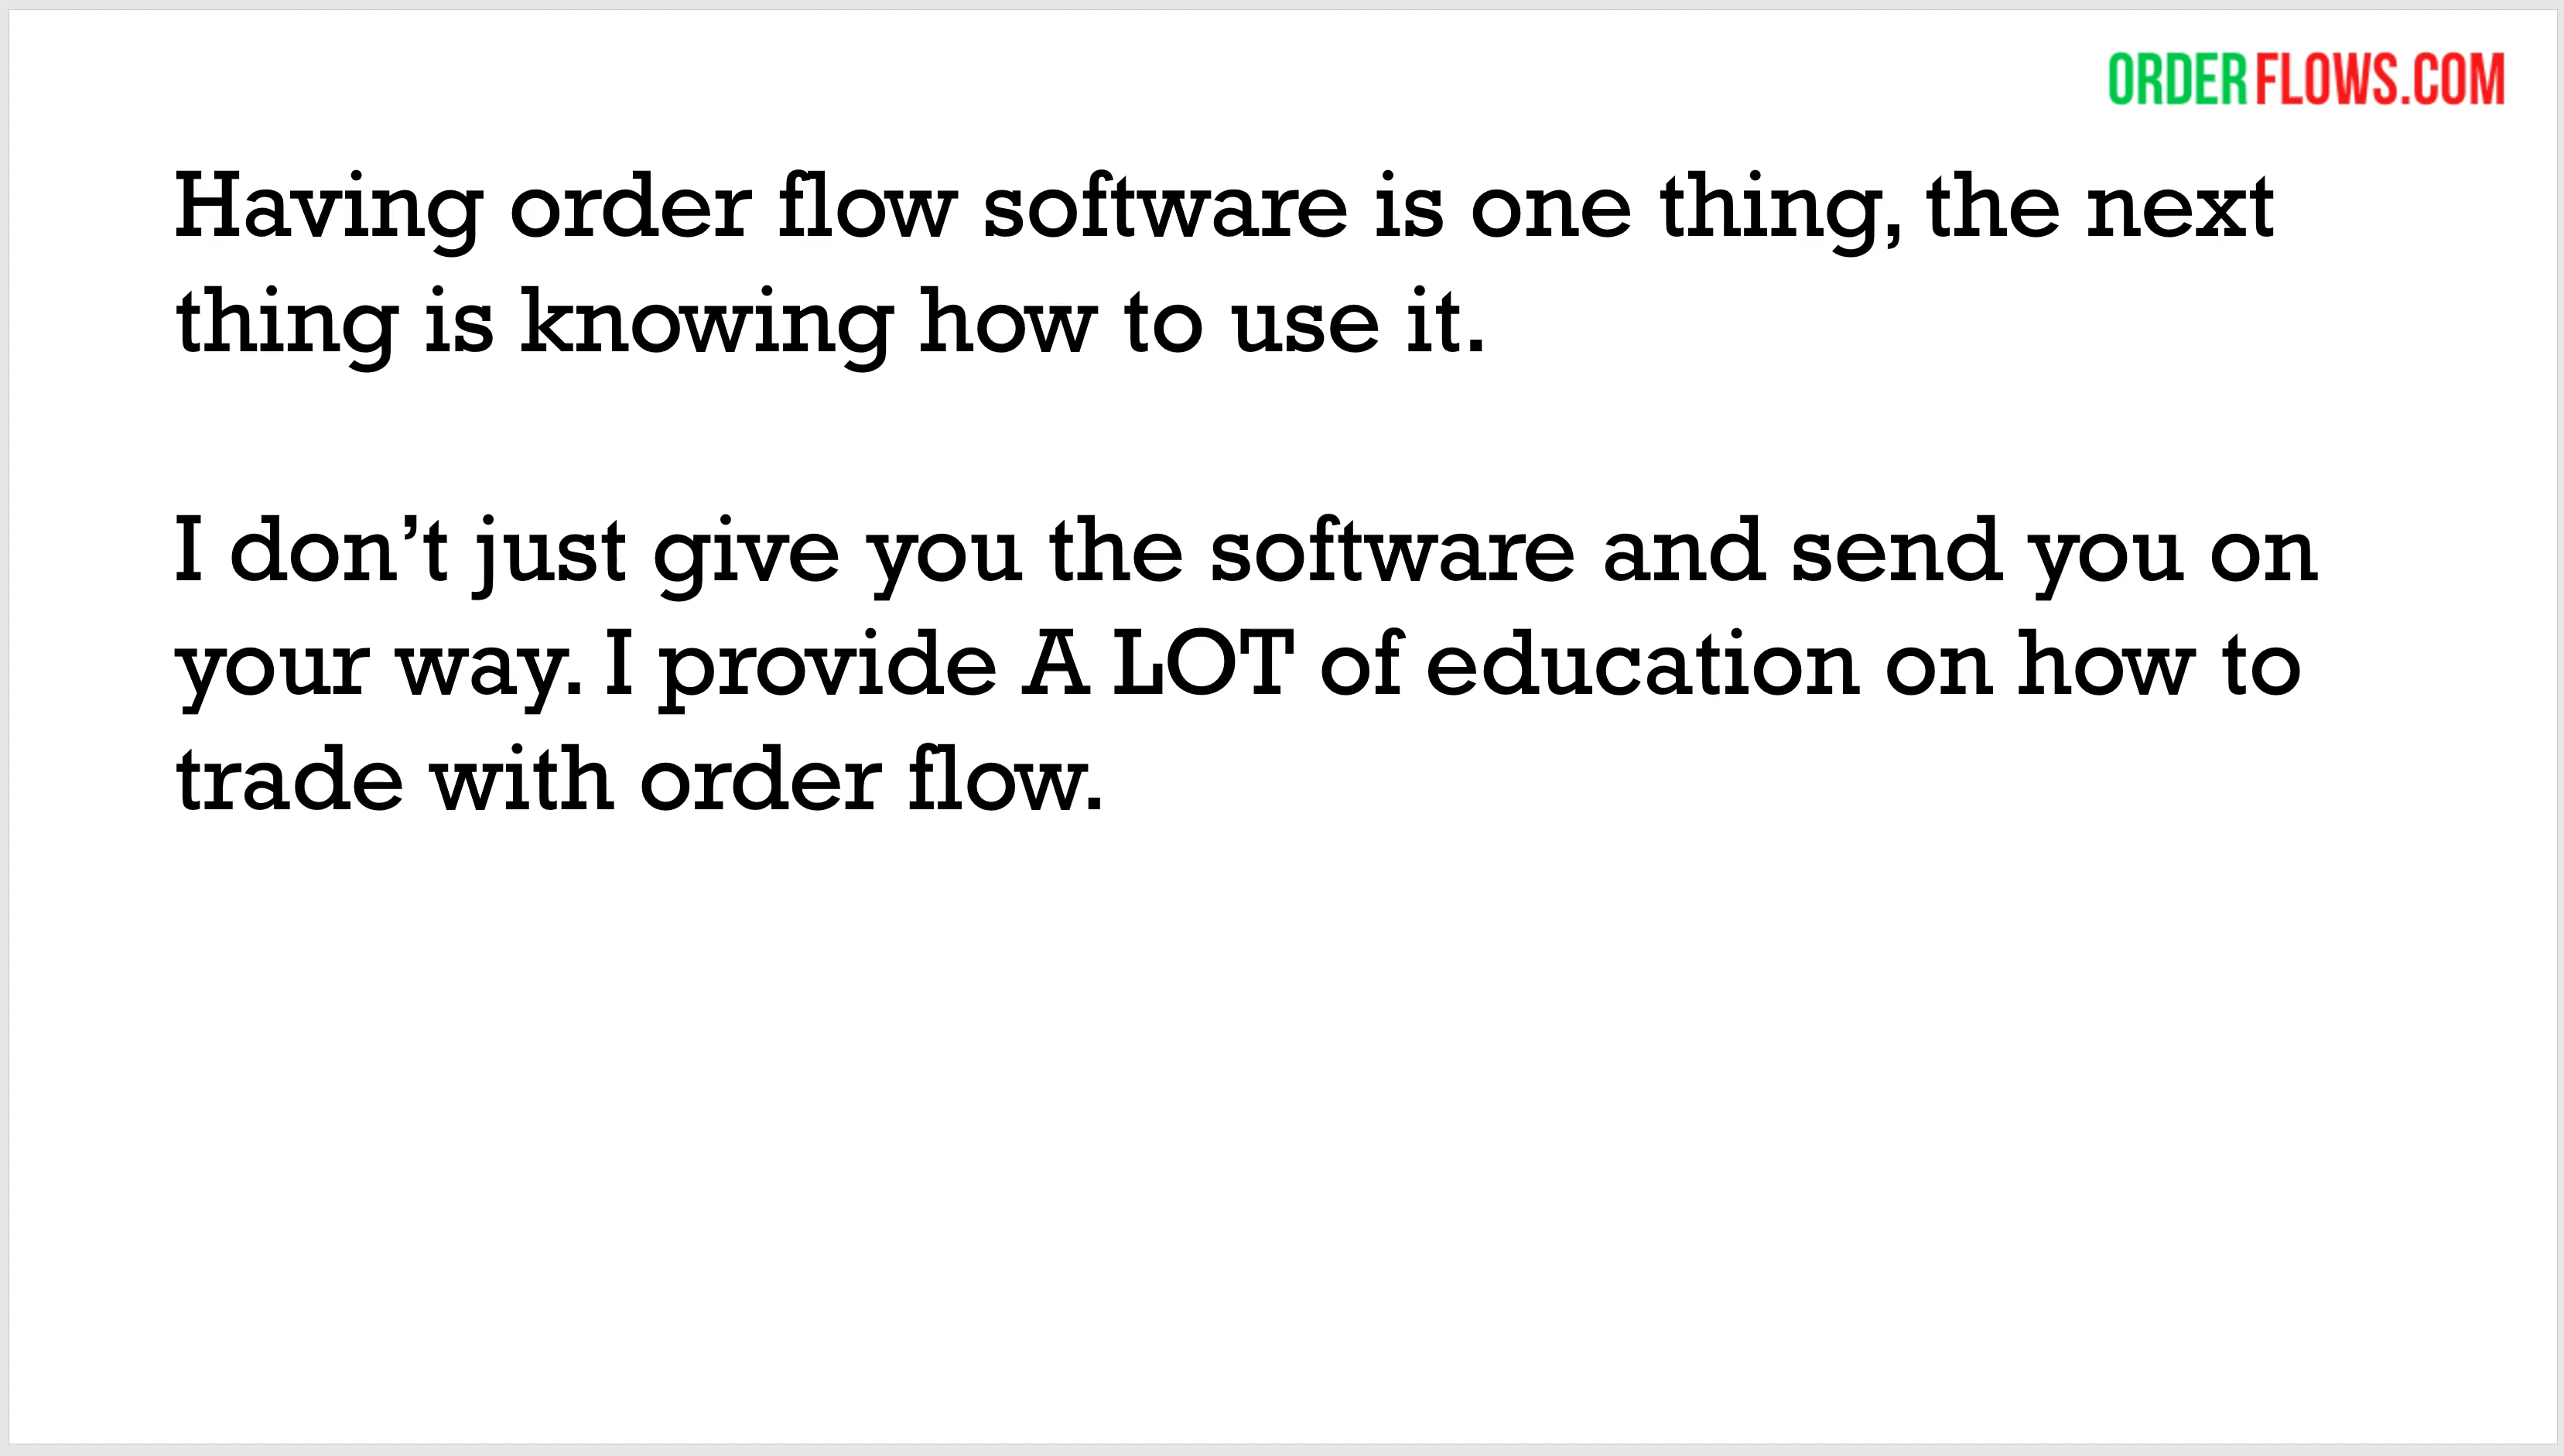 ORDERFLOWS.COM
Having order flow software is one thing, the next
thing is knowing how to use it.
I don’t just give you the software and send you on
your way. I provide A LOT of education on how to
trade with order flow.